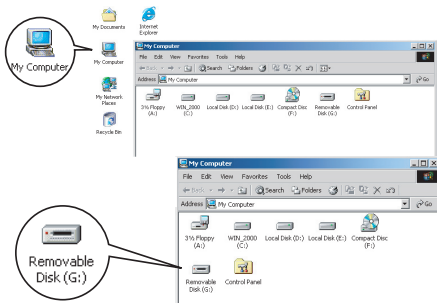 My Documents
Internet
Explorer
My Computer
My Computer
My Network
Places
Recycle Bin
My Computer
File Edit View Favorites Tools Help
Back Search Folders
Address My Computer Go
3½ Floppy
(A:)
WIN_2000
(C:)
Local Disk (D:)
Local Disk (E:)
Compact Disc
(F:)
Removable
Disk (G:)
Control Panel
My Computer
File Edit View Favorites Tools Help
Back Search Folders
Address My Computer Go
3½ Floppy
(A:)
WIN_2000
(C:)
Local Disk (D:)
Local Disk (E:)
Compact Disc
(F:)
Removable
Disk (G:)
Control Panel
Removable
Disk (G:)